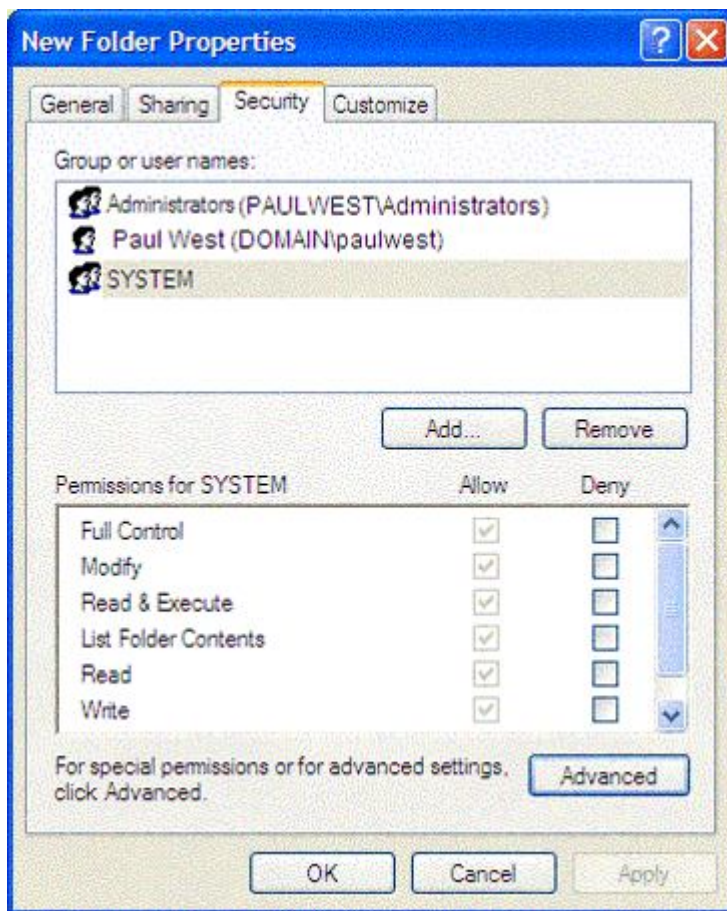 New Folder Properties
General Sharing Security Customize
Group or user names:
Administrators (PAULWEST\Administrators)
Paul West (DOMAIN\paulwest)
SYSTEM
Add... Remove
Permissions for SYSTEM Allow Deny
Full Control
Modify
Read & Execute
List Folder Contents
Read
Write
For special permissions or for advanced settings,
click Advanced.
Advanced
OK Cancel Apply